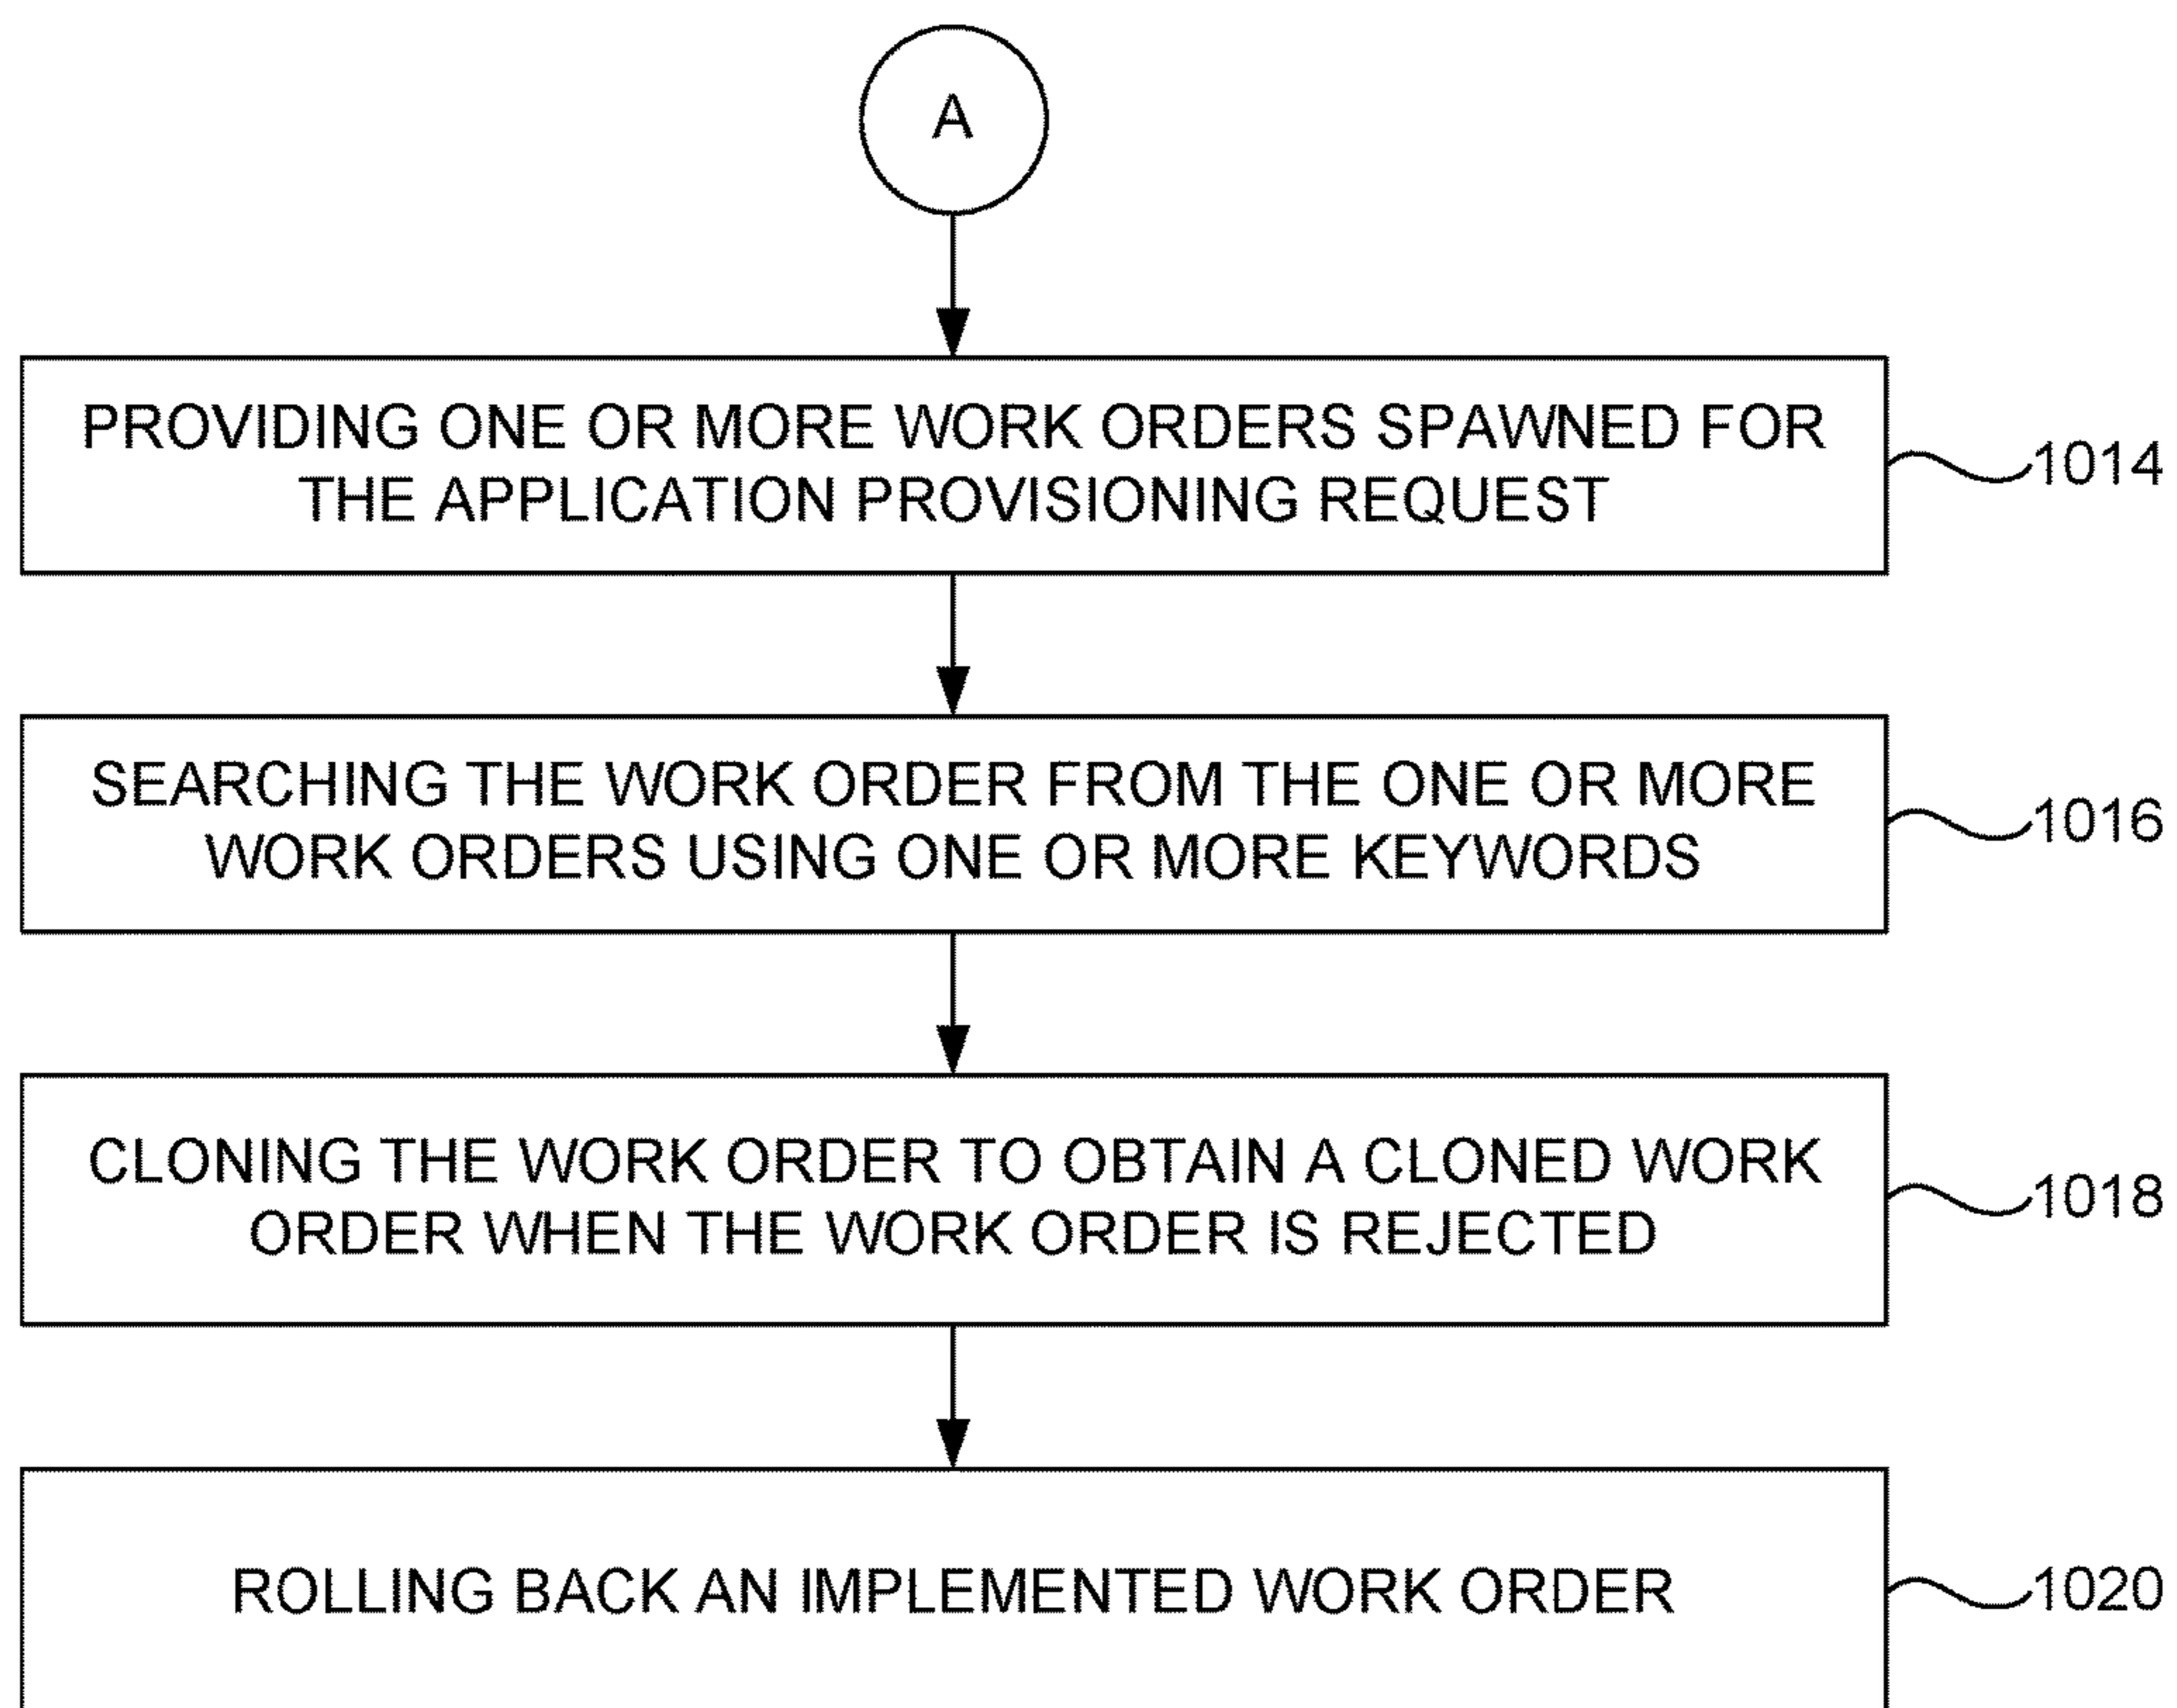 A
PROVIDING ONE OR MORE WORK ORDERS SPAWNED FOR
THE APPLICATION PROVISIONING REQUEST
1014
SEARCHING THE WORK ORDER FROM THE ONE OR MORE
WORK ORDERS USING ONE OR MORE KEYWORDS
1016
CLONING THE WORK ORDER TO OBTAIN A CLONED WORK
ORDER WHEN THE WORK ORDER IS REJECTED
1018
ROLLING BACK AN IMPLEMENTED WORK ORDER
1020